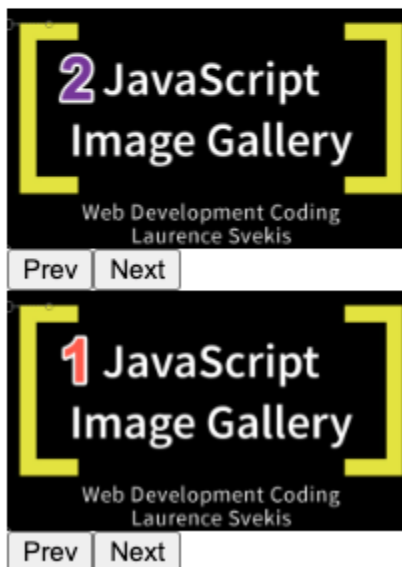 2 JavaScript
Image Gallery
Web Development Coding
Laurence Svekis
Prev Next
1 JavaScript
Image Gallery
Web Development Coding
Laurence Svekis
Prev Next